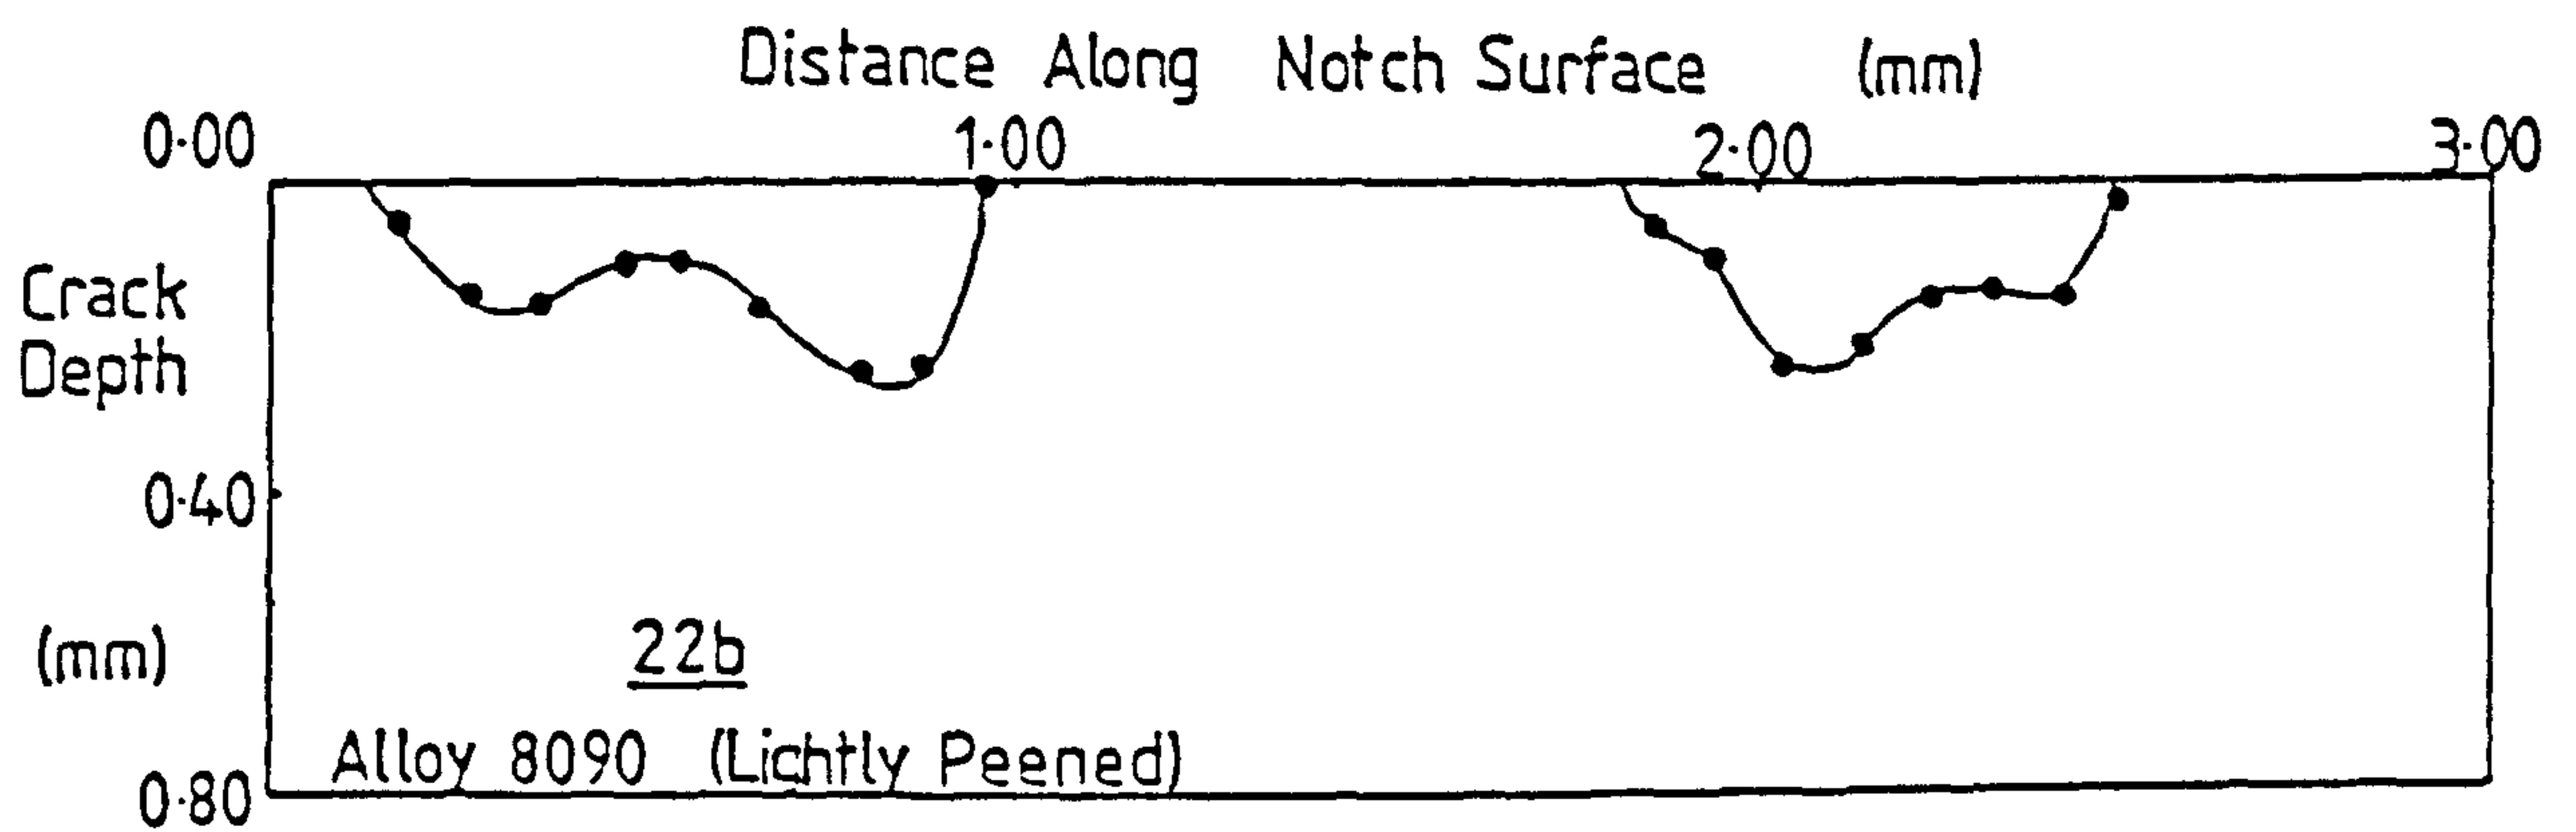 Distance Along Notch Surface (mm)
0·00 1·00 2·00 3·00
Crack
Depth
0·40
(mm)
22b
Alloy 8090 (Lichtly Peened)
0·80